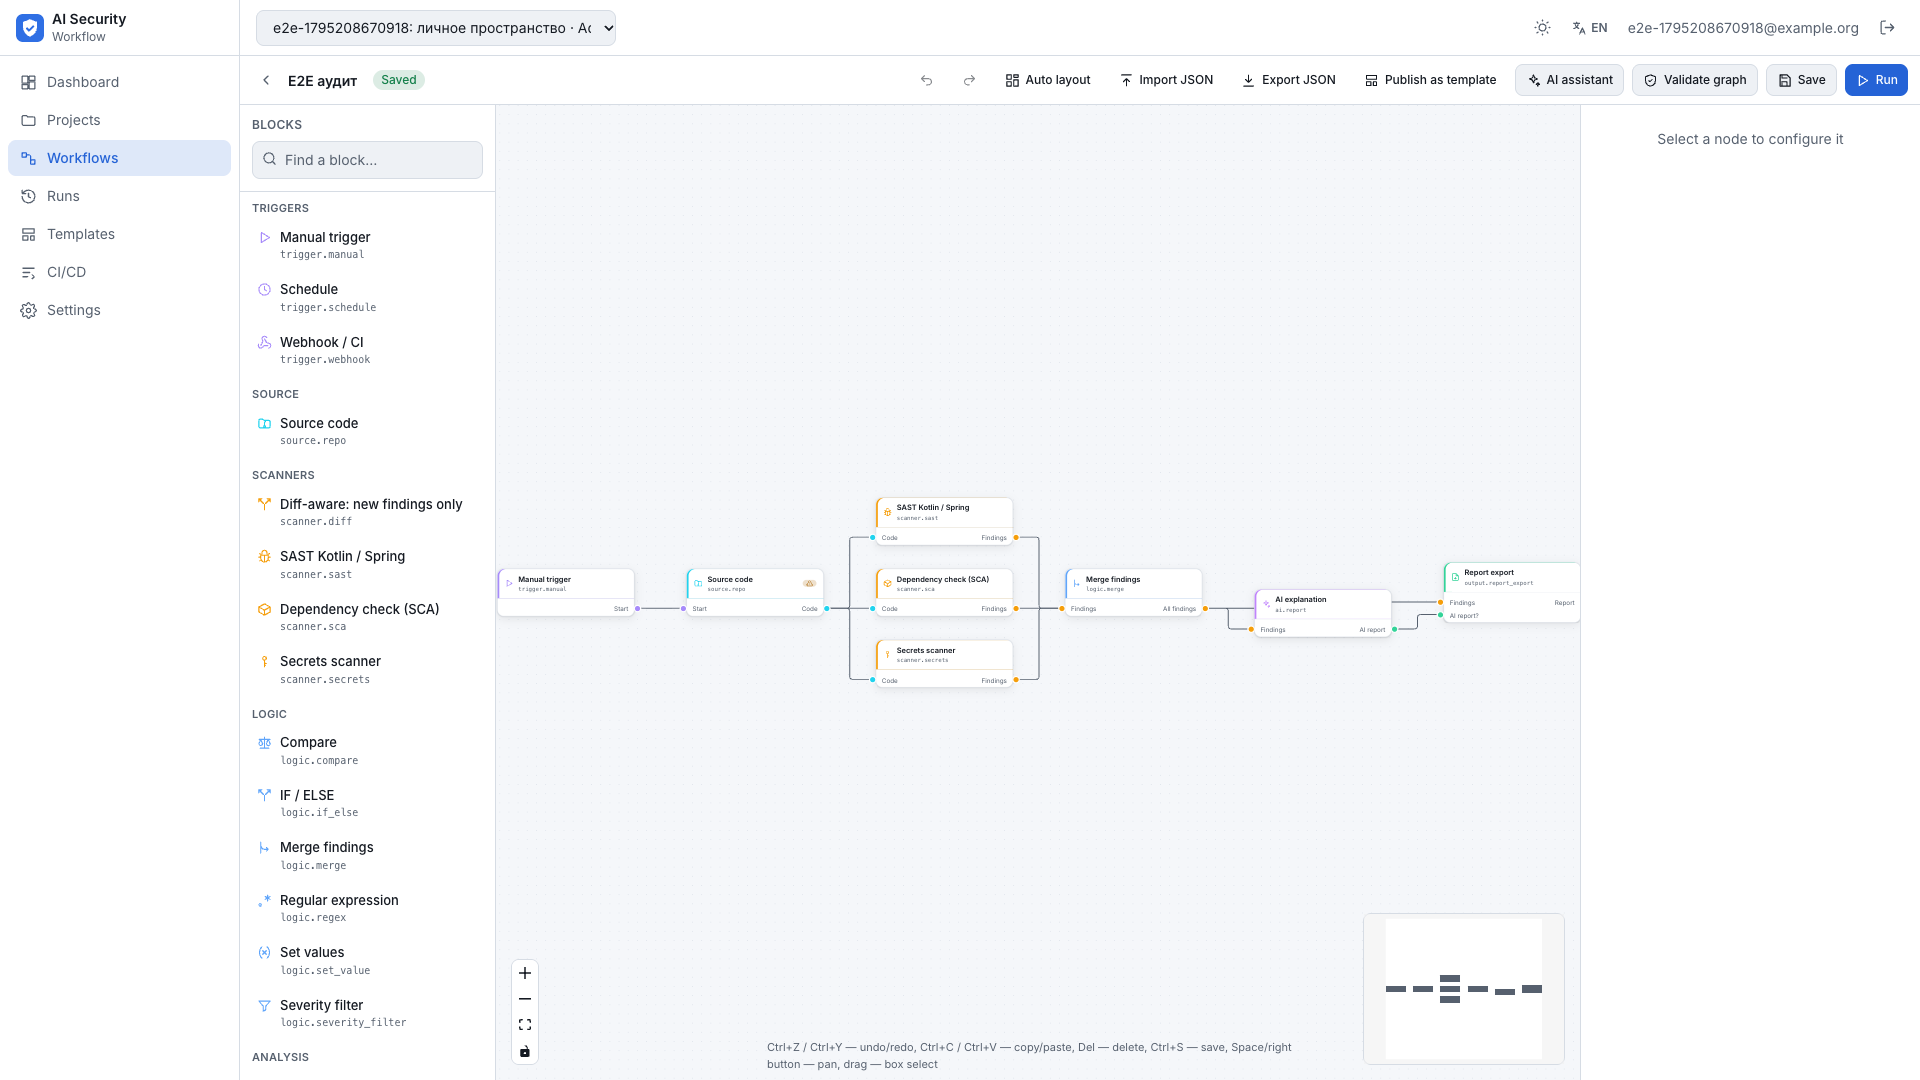 AI Security
Workflow
e2e-1795208670918: личное пространство
EN
e2e-1795208670918@example.org
Dashboard
Projects
Workflows
Runs
Templates
CI/CD
Settings
E2E аудит
Saved
Auto layout
Import JSON
Export JSON
Publish as template
AI assistant
Validate graph
Save
Run
BLOCKS
Find a block...
TRIGGERS
Manual trigger
trigger.manual
Schedule
trigger.schedule
Webhook / CI
trigger.webhook
SOURCE
Source code
source.repo
SCANNERS
Diff-aware: new findings only
scanner.diff
SAST Kotlin / Spring
scanner.sast
Dependency check (SCA)
scanner.sca
Secrets scanner
scanner.secrets
LOGIC
Compare
logic.compare
IF / ELSE
logic.if_else
Merge findings
logic.merge
Regular expression
logic.regex
Set values
logic.set_value
Severity filter
logic.severity_filter
ANALYSIS
Manual trigger
trigger.manual
Start
Source code
source.repo
Start
Code
SAST Kotlin / Spring
scanner.sast
Code
Findings
Dependency check (SCA)
scanner.sca
Code
Findings
Secrets scanner
scanner.secrets
Code
Findings
Merge findings
logic.merge
Findings
All findings
AI explanation
ai.report
Findings
AI report
Report export
output.report_export
Findings
Report
AI report?
Ctrl+Z / Ctrl+Y — undo/redo, Ctrl+C / Ctrl+V — copy/paste, Del — delete, Ctrl+S — save, Space/right
button — pan, drag — box select
Select a node to configure it